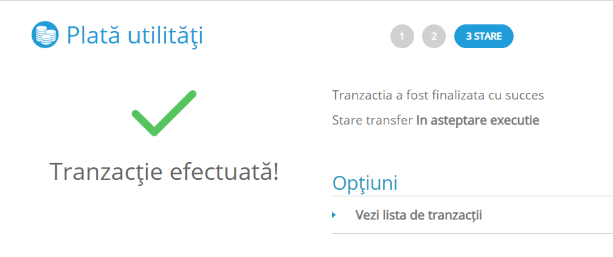 Plată utilităţi
1 2 3 STARE
Tranzactia a fost finalizata cu succes
Stare transfer In asteptare executie
Tranzacţie efectuată!
Opţiuni
Vezi lista de tranzacții